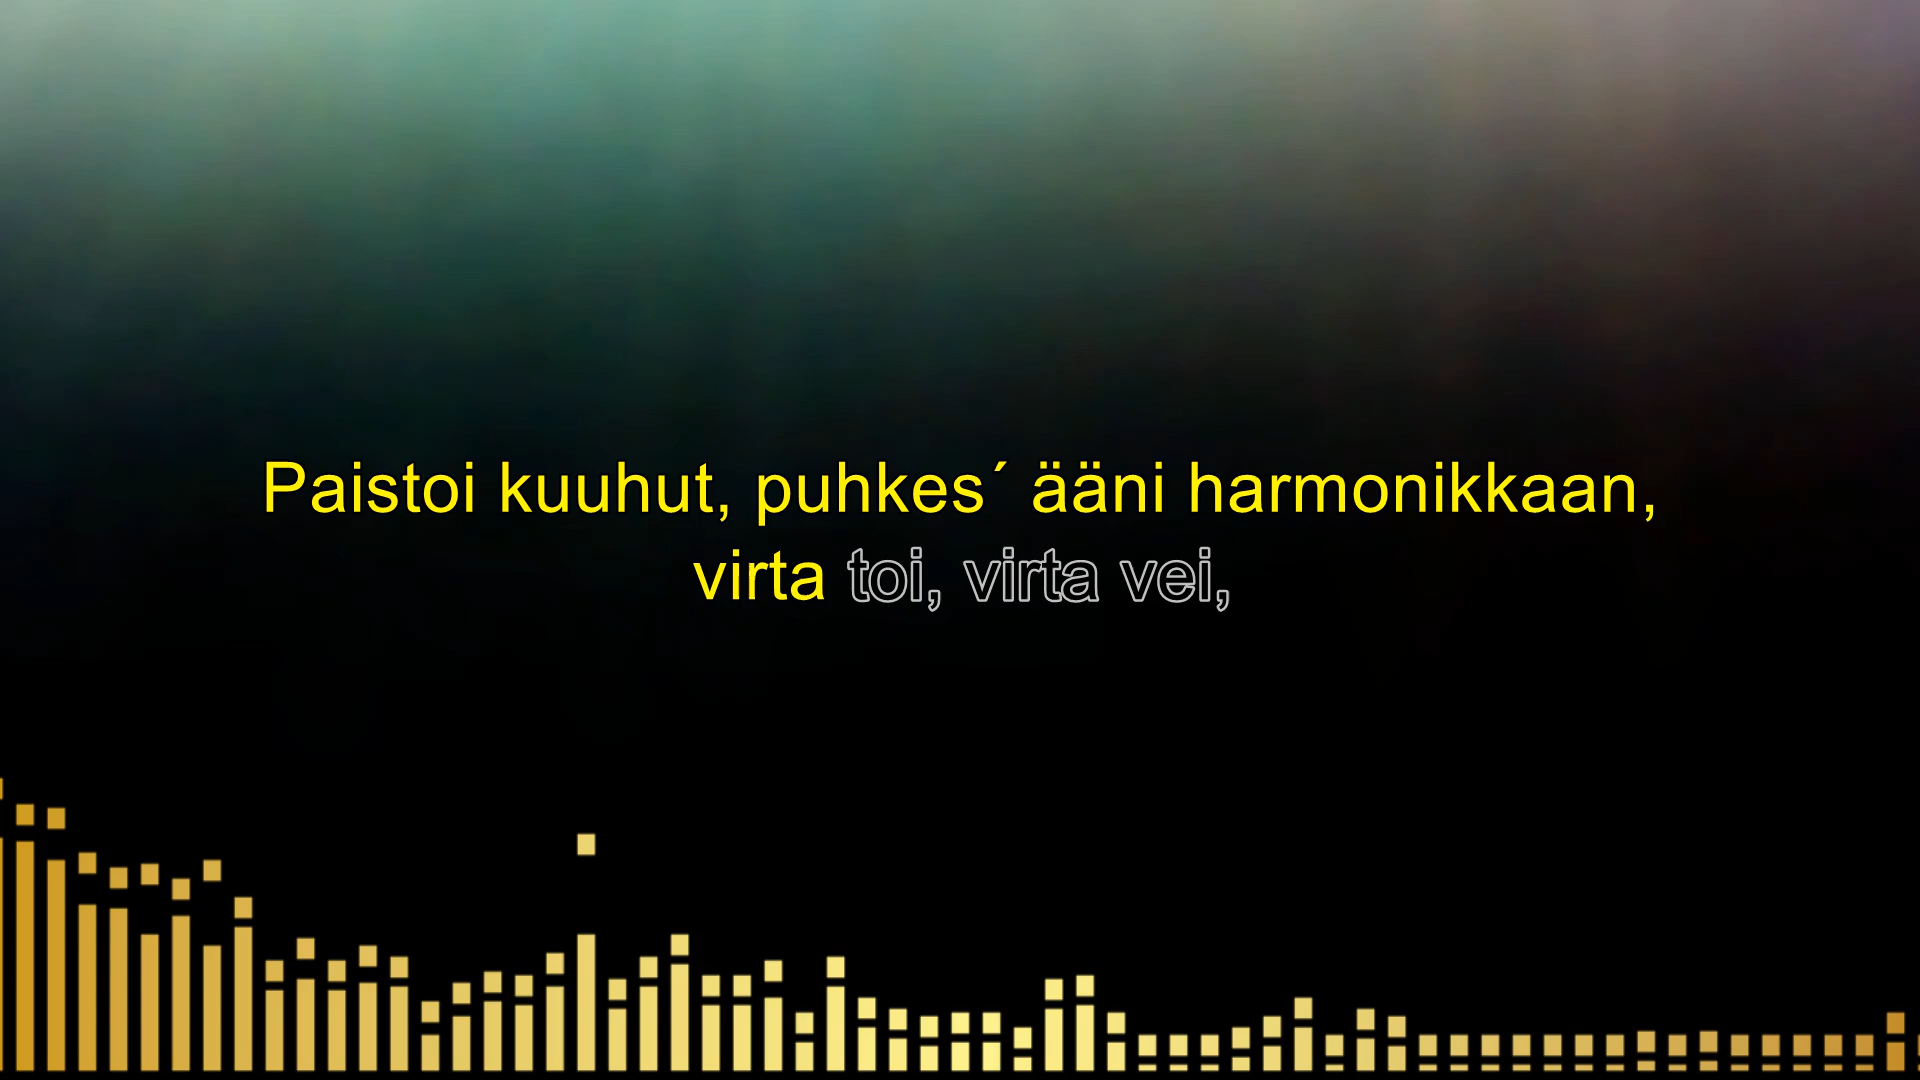 Paistoi kuuhut, puhkes´ ääni harmonikkaan,
virta toi, virta vei,